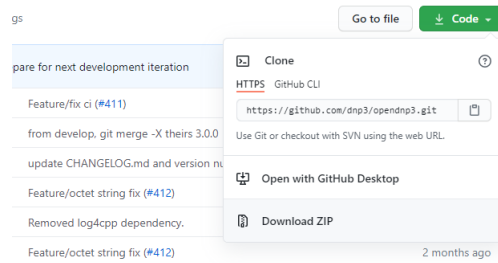 gs
Go to file
Code
pare for next development iteration
Clone
HTTPS GitHub CLI
https://github.com/dnp3/opendnp3.git
Use Git or checkout with SVN using the web URL.
Open with GitHub Desktop
Download ZIP
Feature/fix ci (#411)
from develop, git merge -X theirs 3.0.0
update CHANGELOG.md and version nu
Feature/octet string fix (#412)
Removed log4cpp dependency.
Feature/octet string fix (#412)
2 months ago